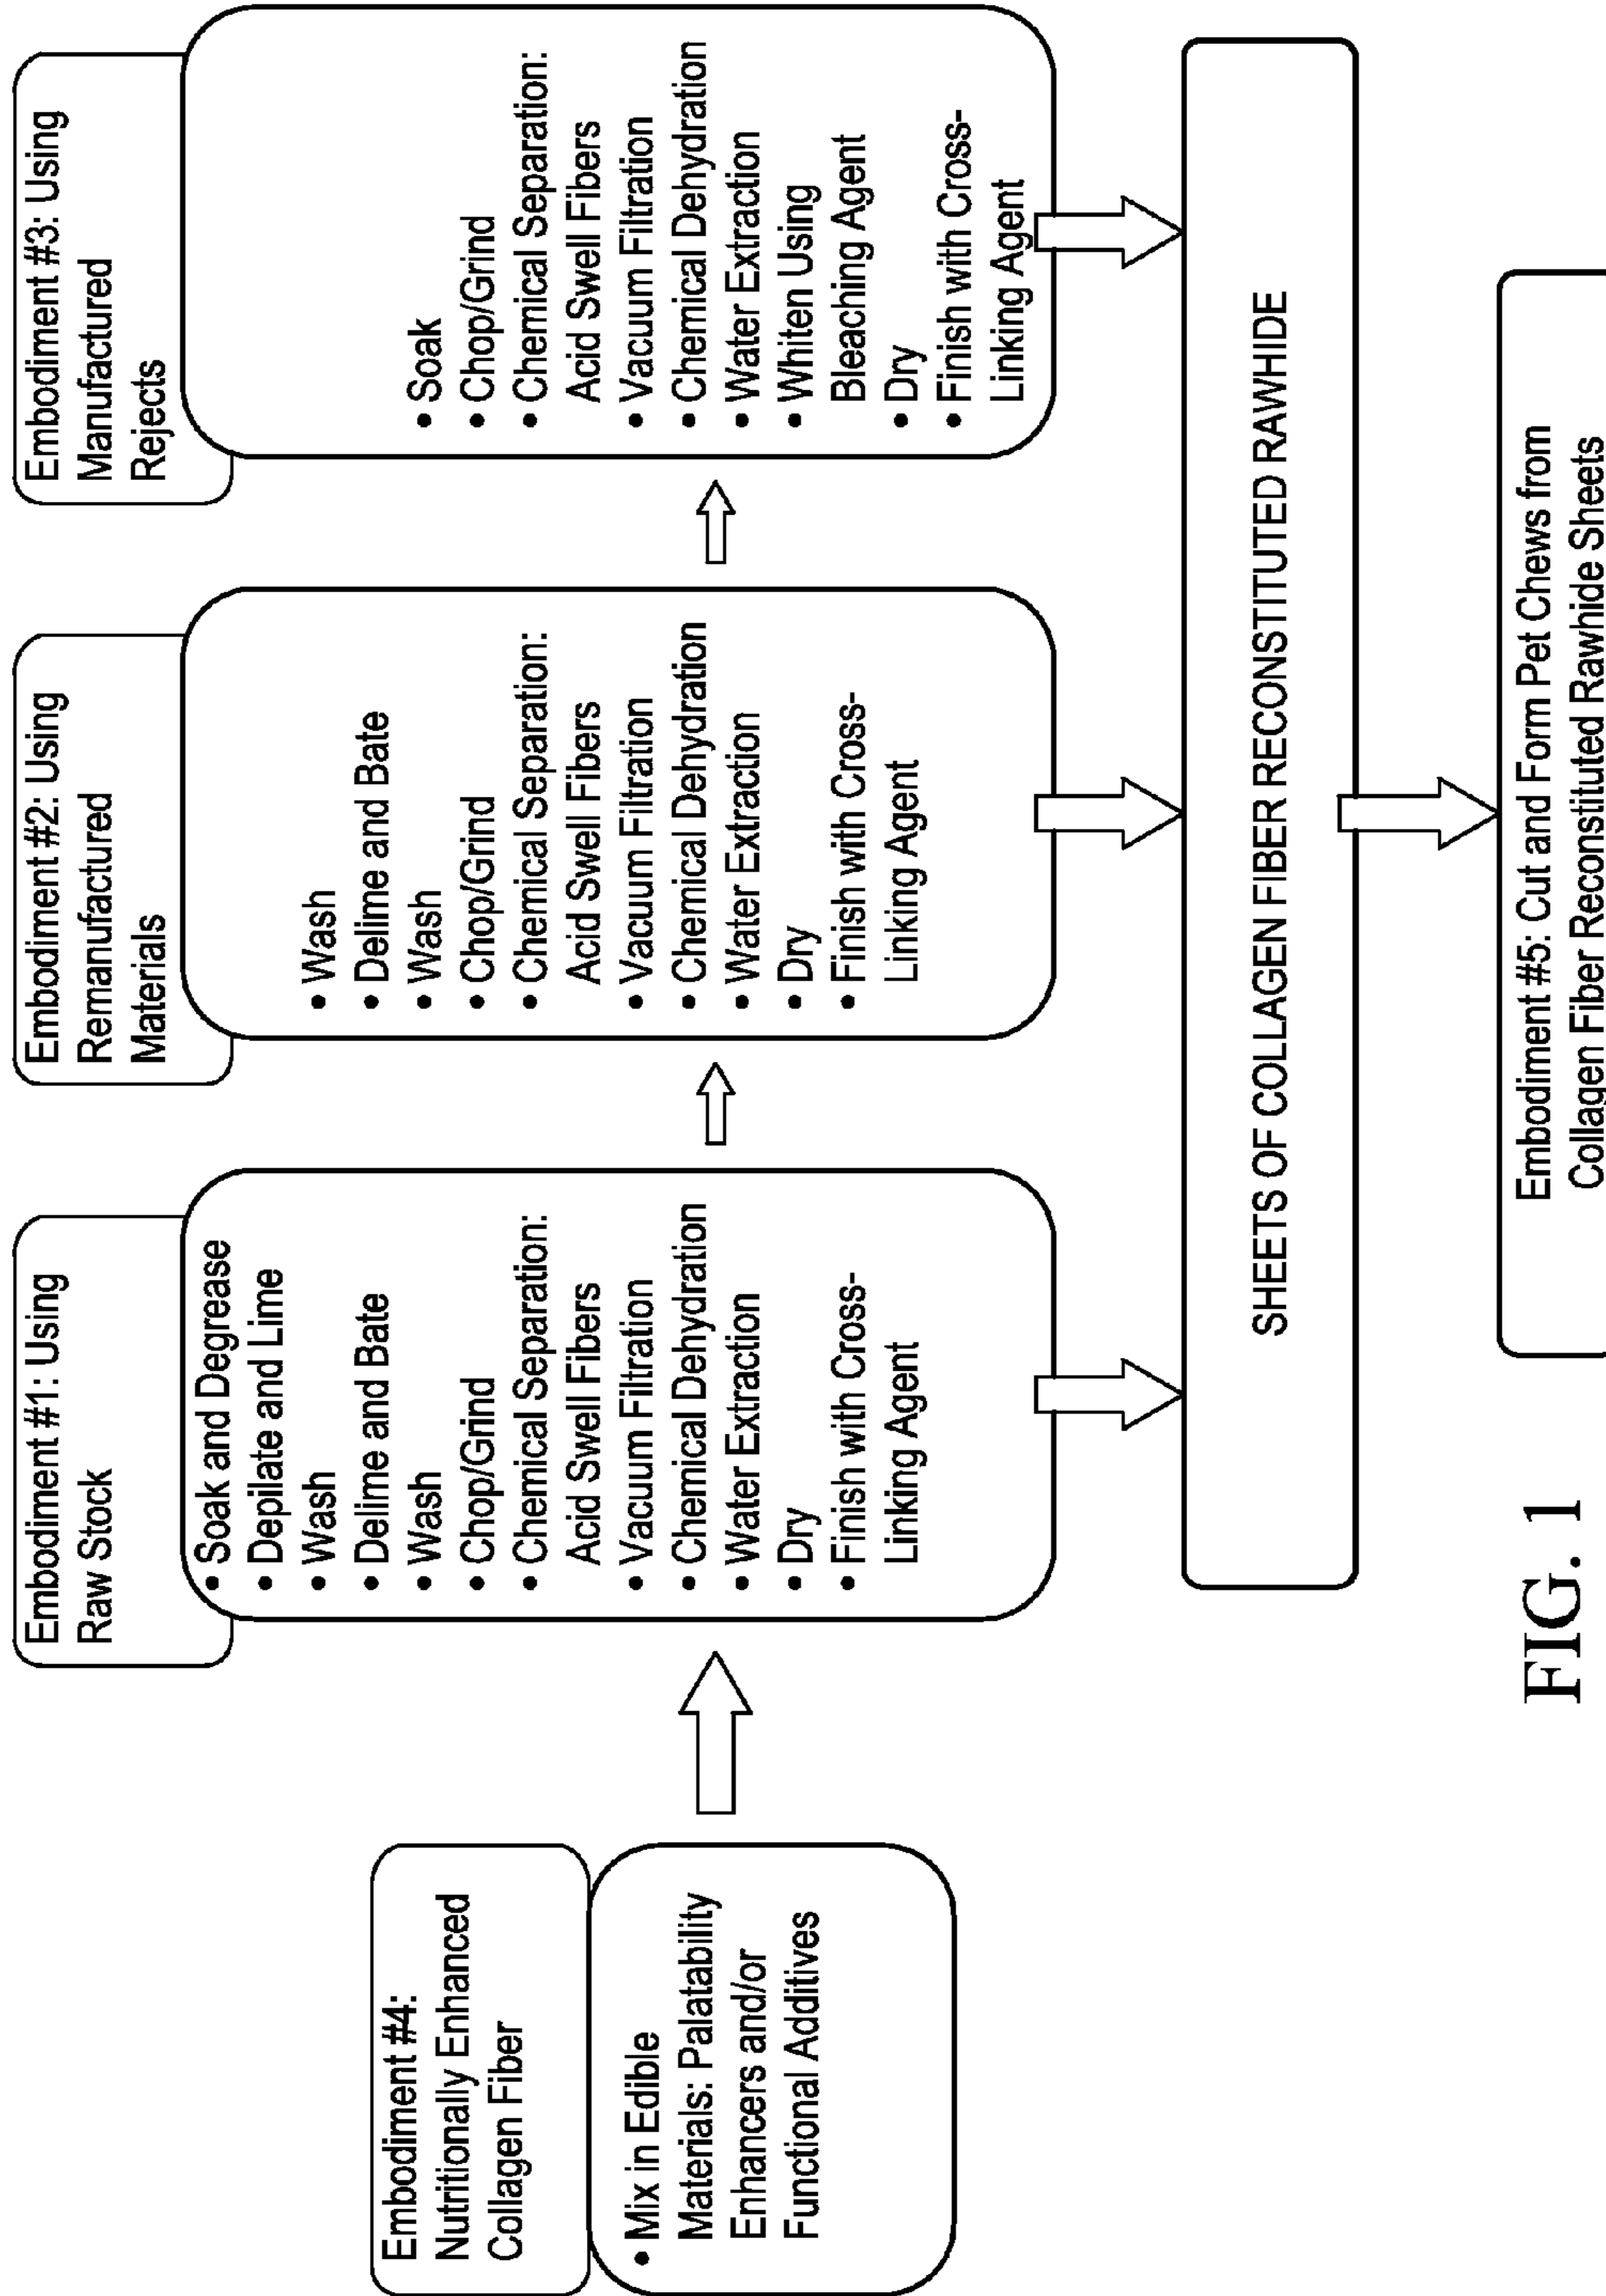 Embodiment #4:
Nutritionally Enhanced
Collagen Fiber
• Mix in Edible
Materials: Palatability
Enhancers and/or
Functional Additives
Embodiment #1: Using
Raw Stock
• Soak and Degrease
• Depilate and Lime
• Wash
• Delime and Bate
• Wash
• Chop/Grind
• Chemical Separation:
Acid Swell Fibers
• Vacuum Filtration
• Chemical Dehydration
• Water Extraction
• Dry
• Finish with Cross-
Linking Agent
Embodiment #2: Using
Remanufactured
Materials
• Wash
• Delime and Bate
• Wash
• Chop/Grind
• Chemical Separation:
Acid Swell Fibers
• Vacuum Filtration
• Chemical Dehydration
• Water Extraction
• Dry
• Finish with Cross-
Linking Agent
Embodiment #3: Using
Manufactured
Rejects
• Soak
• Chop/Grind
• Chemical Separation:
Acid Swell Fibers
• Vacuum Filtration
• Chemical Dehydration
• Water Extraction
• Whiten Using
Bleaching Agent
• Dry
• Finish with Cross-
Linking Agent
SHEETS OF COLLAGEN FIBER RECONSTITUTED RAWHIDE
Embodiment #5: Cut and Form Pet Chews from
Collagen Fiber Reconstituted Rawhide Sheets
FIG. 1